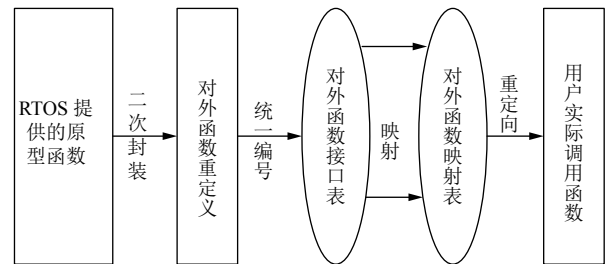 RTOS 提
供的原
型函数
二次封装
对外函数重定义
统一编号
对外函数接口表
映射
对外函数映射表
重定向
用户实际调用函数